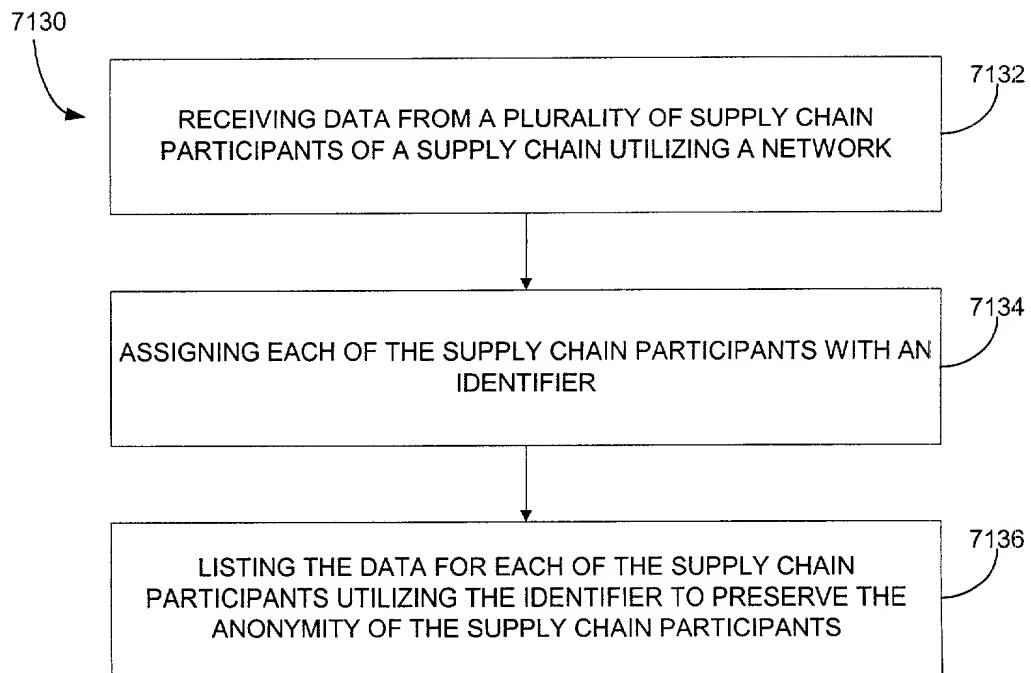 7130
7132
RECEIVING DATA FROM A PLURALITY OF SUPPLY CHAIN
PARTICIPANTS OF A SUPPLY CHAIN UTILIZING A NETWORK
7134
ASSIGNING EACH OF THE SUPPLY CHAIN PARTICIPANTS WITH AN
IDENTIFIER
7136
LISTING THE DATA FOR EACH OF THE SUPPLY CHAIN
PARTICIPANTS UTILIZING THE IDENTIFIER TO PRESERVE THE
ANONYMITY OF THE SUPPLY CHAIN PARTICIPANTS